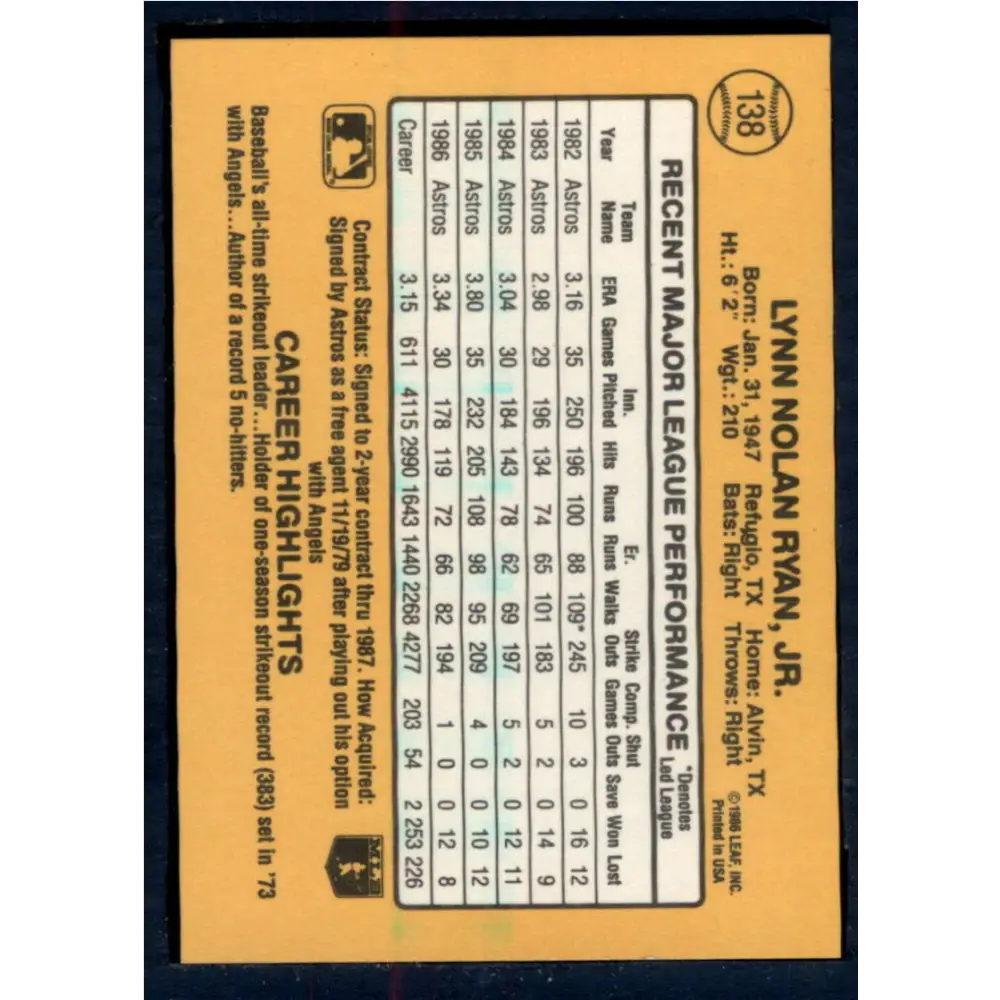 138
LYNN NOLAN RYAN, JR.
Born: Jan. 31, 1947 Refugio, TX Home: Alvin, TX
Ht.: 6'2" Wgt.: 210 Bats: Right Throws: Right
©1986 LEAF, INC.
Printed in USA
RECENT MAJOR LEAGUE PERFORMANCE *Denotes Led League
Year Team Name ERA Games Inn. Pitched Hits Runs Er. Runs Walks Strike Outs Comp. Games Shut Outs Save Won Lost
1982 Astros 3.16 35 250 196 100 88 109* 245 10 3 0 16 12
1983 Astros 2.98 29 196 134 74 65 101 183 5 2 0 14 9
1984 Astros 3.04 30 184 143 78 62 69 197 5 2 0 12 11
1985 Astros 3.80 35 232 205 108 98 95 209 4 0 0 10 12
1986 Astros 3.34 30 178 119 72 66 82 194 1 0 0 12 8
Career 3.15 611 4115 2990 1643 1440 2268 4277 203 54 2 253 226
Contract Status: Signed to 2-year contract thru 1987. How Acquired:
Signed by Astros as a free agent 11/19/79 after playing out his option
with Angels
CAREER HIGHLIGHTS
Baseball's all-time strikeout leader...Holder of one-season strikeout record (383) set in '73
with Angels...Author of a record 5 no-hitters.